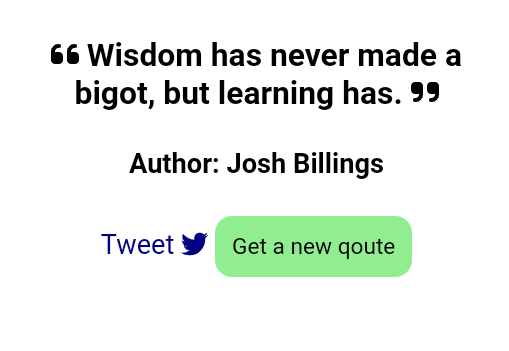 “ Wisdom has never made a
bigot, but learning has. ”
Author: Josh Billings
Tweet
Get a new qoute